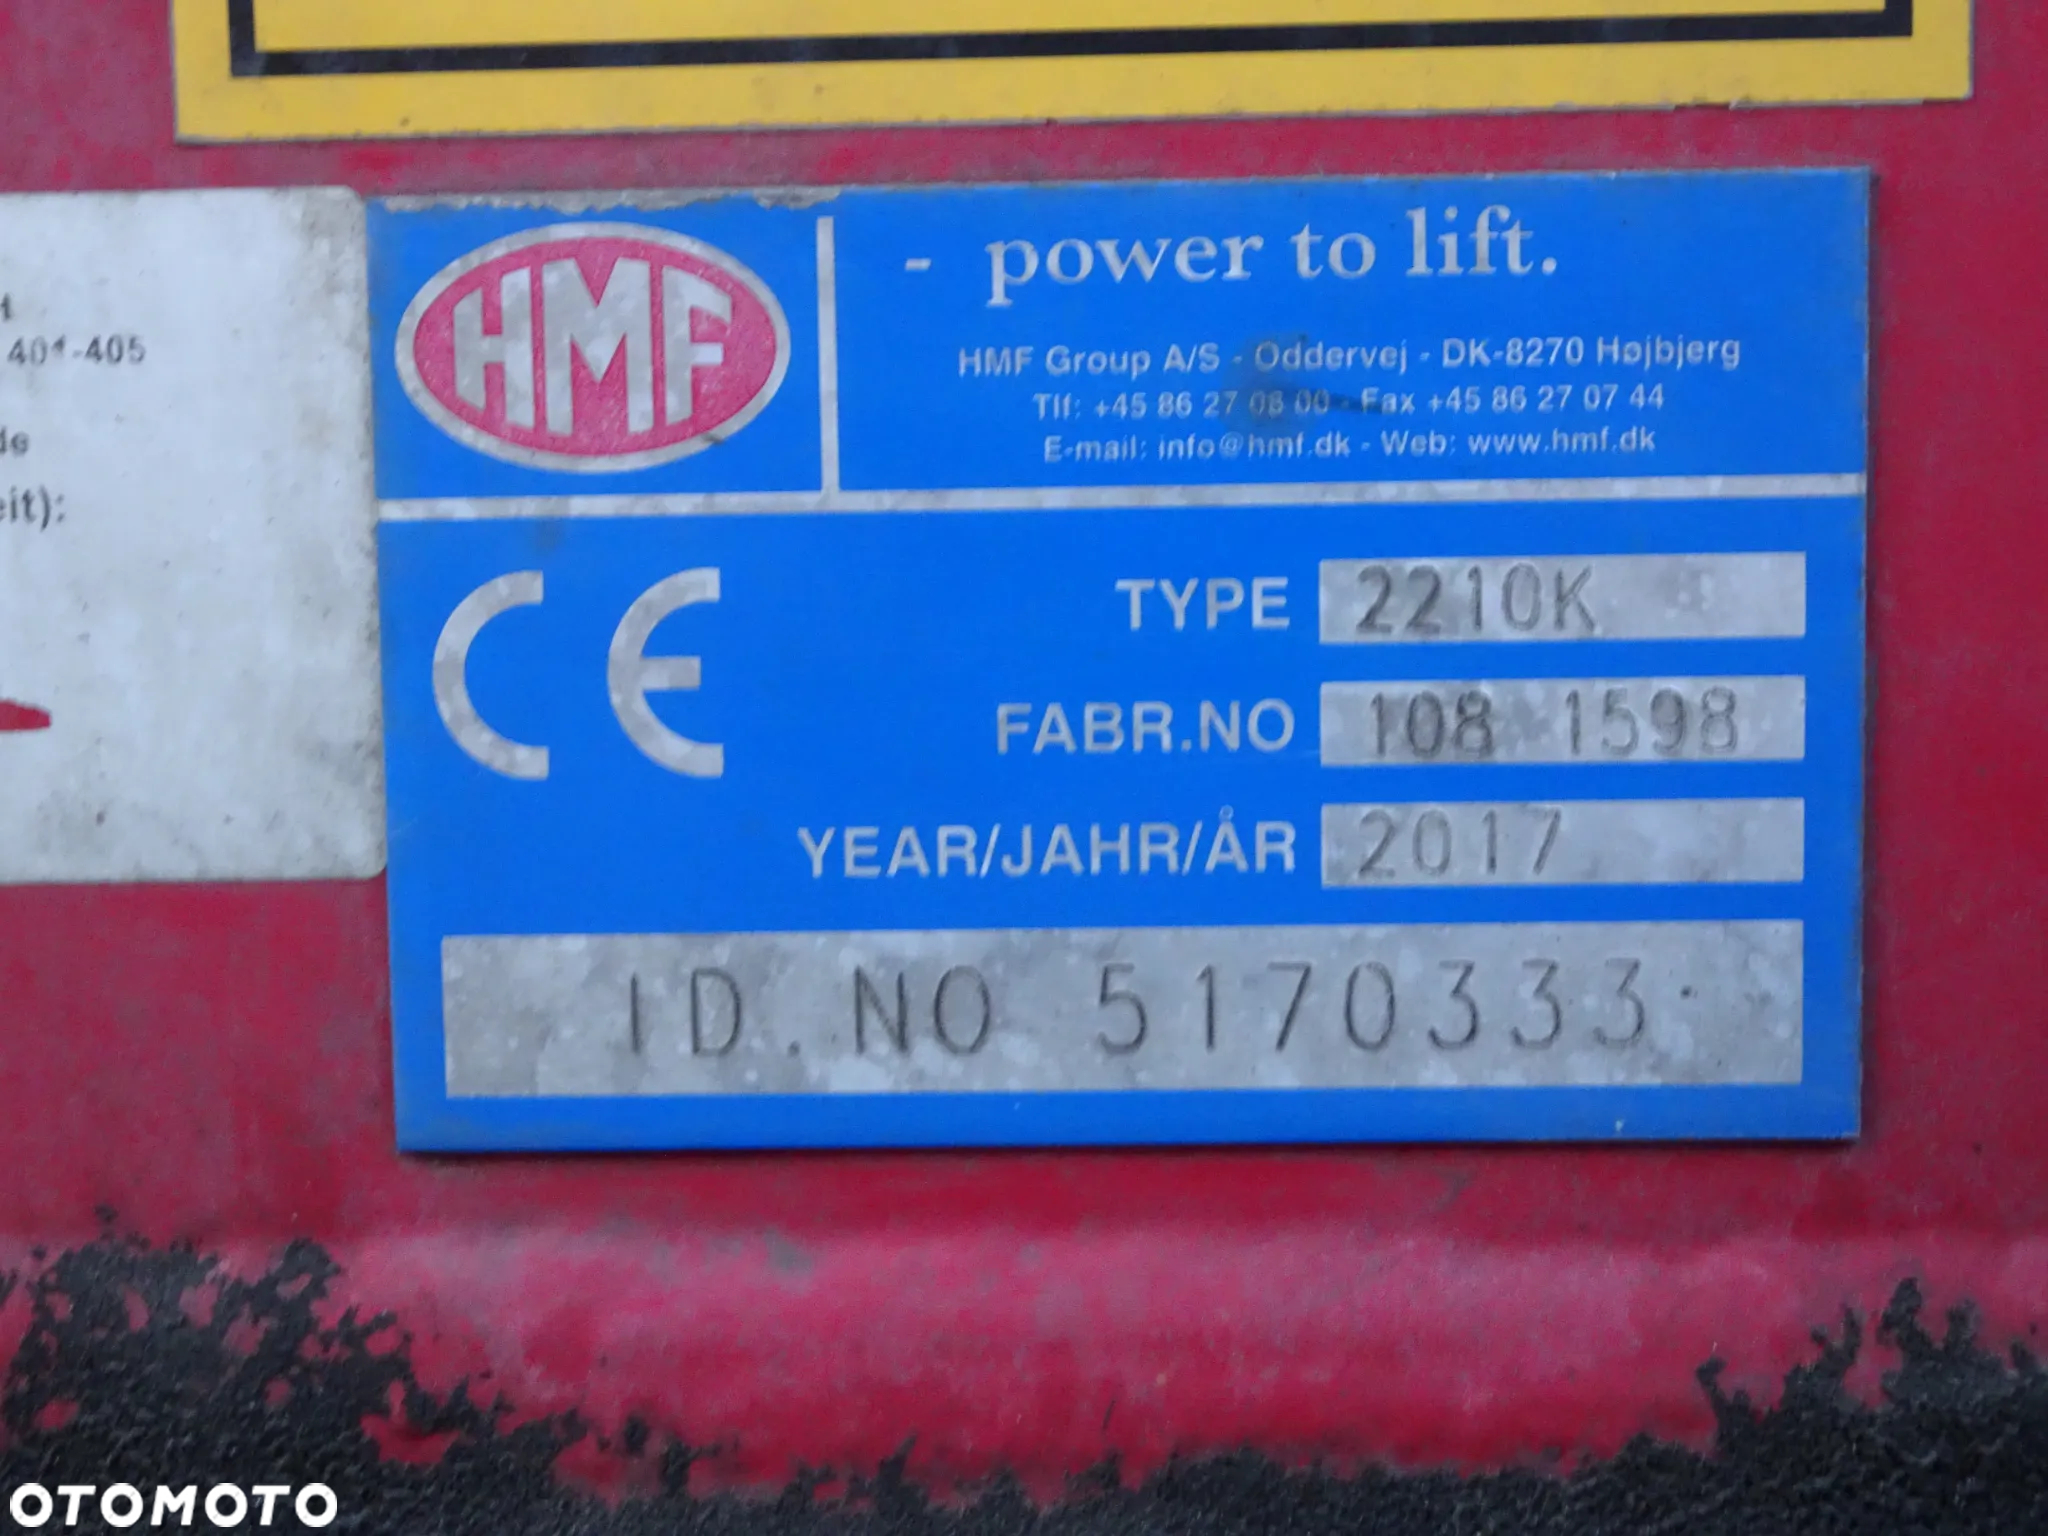 HMF
- power to lift.
HMF Group A/S - Oddervej - DK-8270 Højbjerg
Tlf: +45 86 27 08 00 - Fax +45 86 27 07 44
E-mail: info@hmf.dk - Web: www.hmf.dk
401-405
eit):
CE
TYPE 2210K
FABR.NO 108 1598
YEAR/JAHR/ÅR 2017
ID.NO 5170333
OTOMOTO